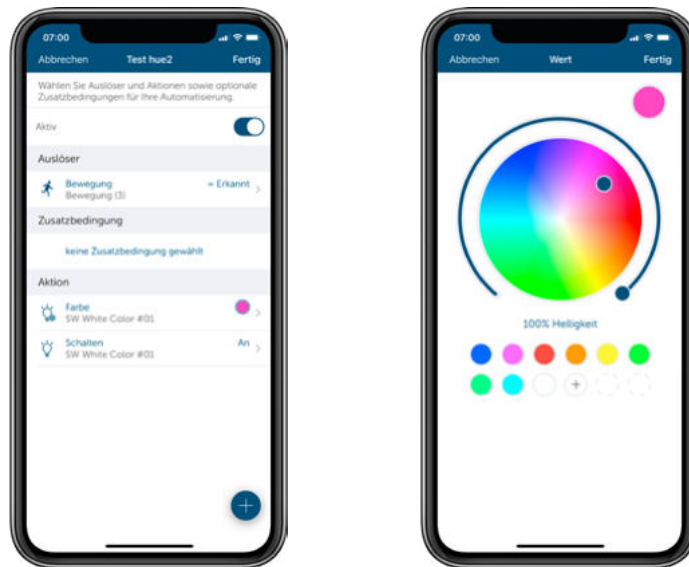 07:00
Abbrechen Test hue2 Fertig
Wählen Sie Auslöser und Aktionen sowie optionale
Zusatzbedingungen für Ihre Automatisierung.
Aktiv
Auslöser
Bewegung = Erkannt
Bewegung (3)
Zusatzbedingung
keine Zusatzbedingung gewählt
Aktion
Farbe
SW White Color #01
Schalten An
SW White Color #01
07:00
Abbrechen Wert Fertig
100% Helligkeit